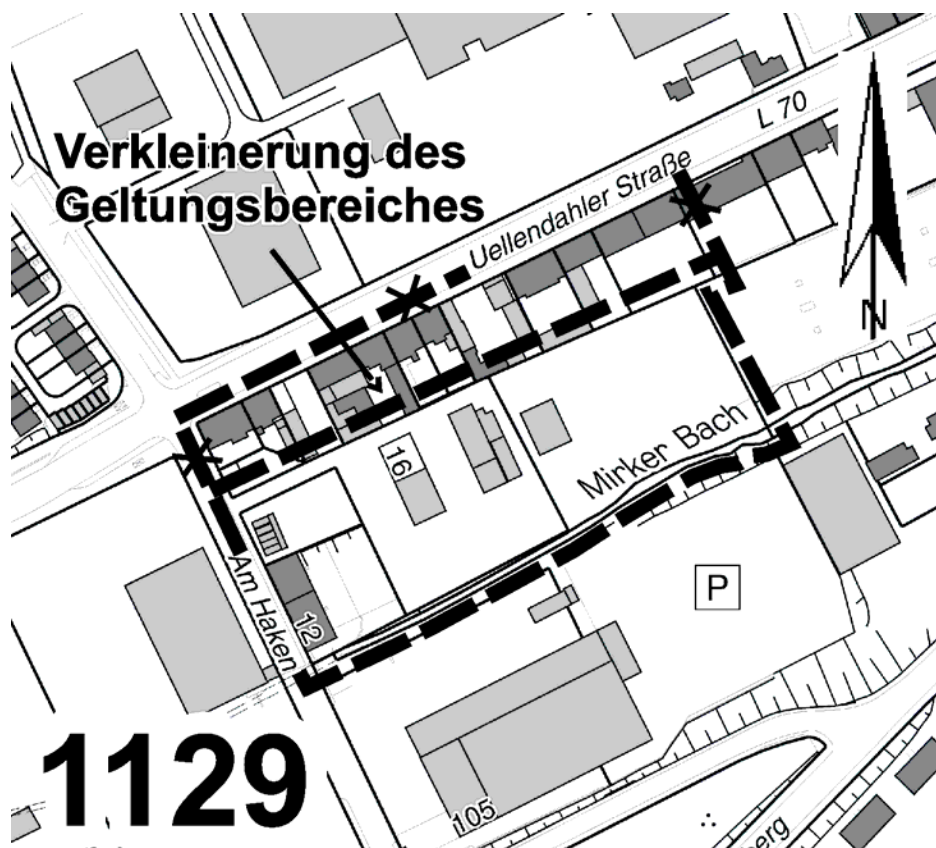 L 70
Verkleinerung des
Geltungsbereiches
Uellendahler Straße
N
Mirker Bach
16
Am Haken
12
P
1129
105